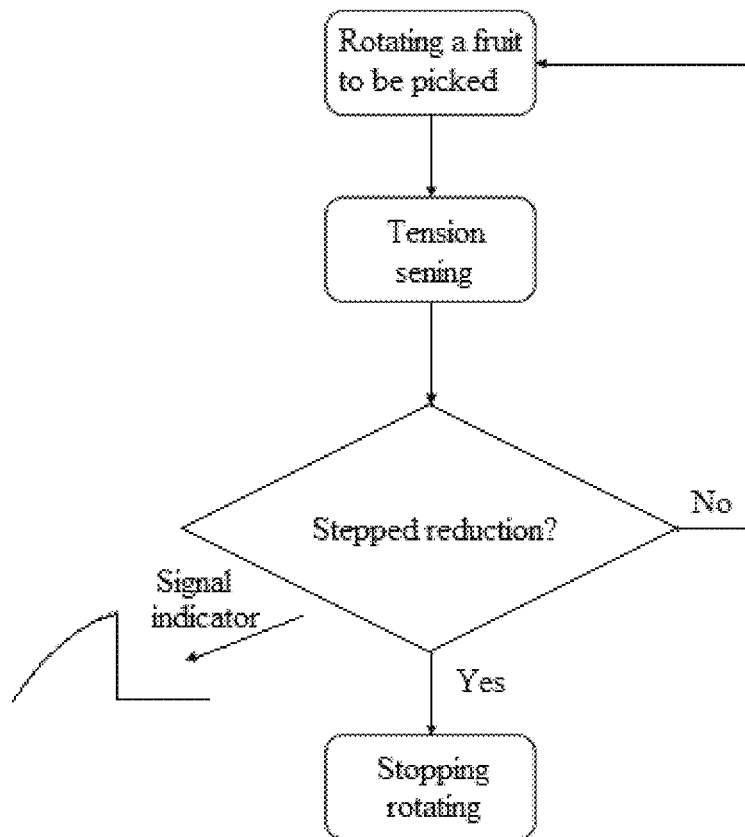 Rotating a fruit
to be picked
Tension
sening
Stepped reduction?
No
Signal
indicator
Yes
Stopping
rotating